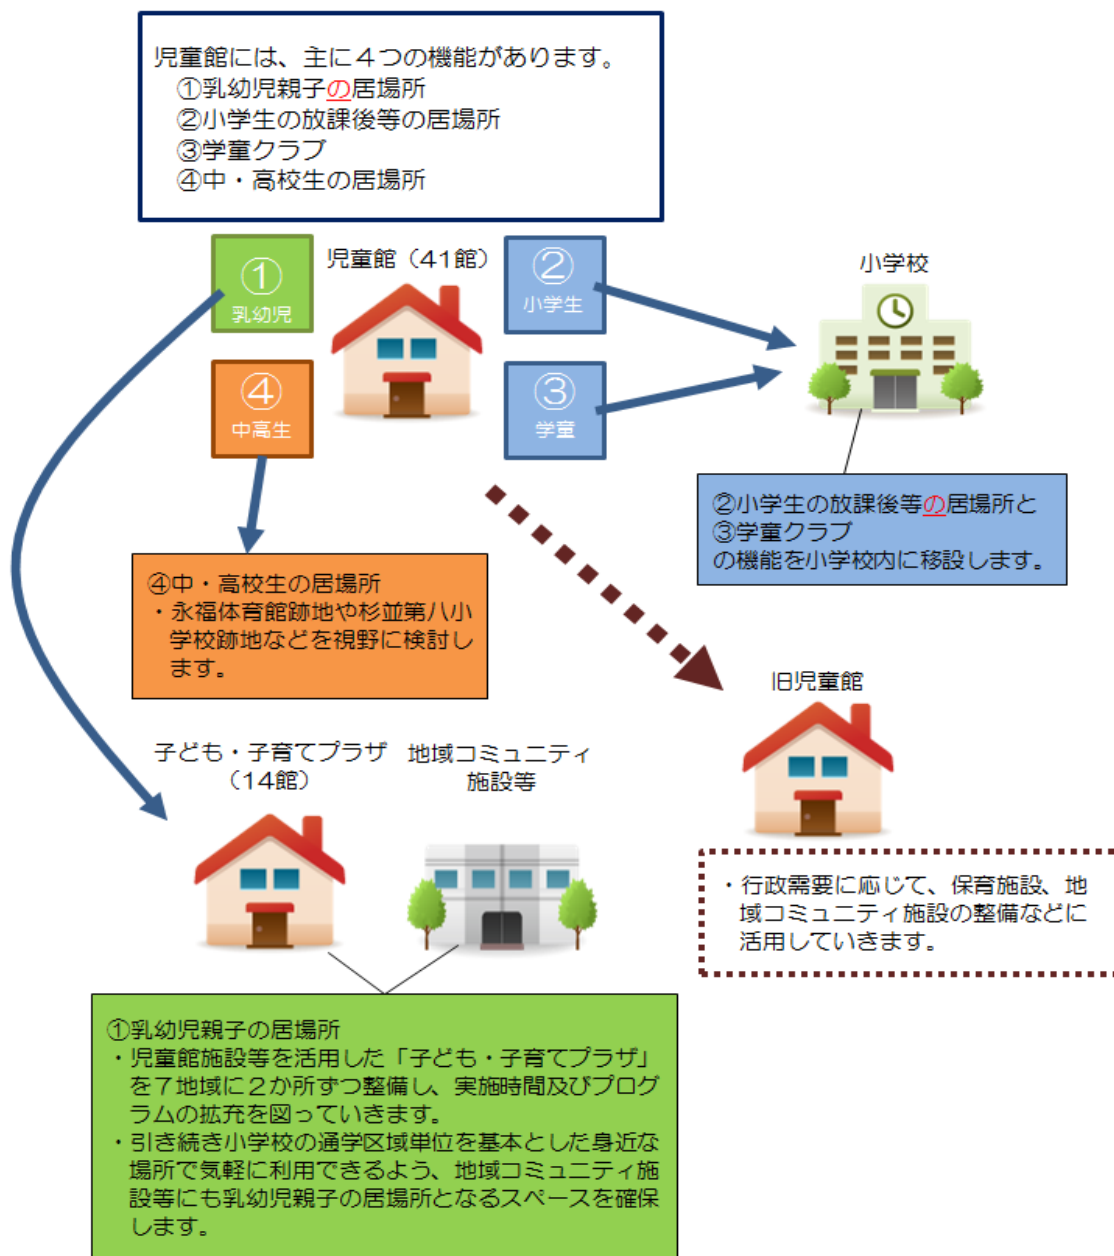 児童館には、主に４つの機能があります。
①乳幼児親子の居場所
②小学生の放課後等の居場所
③学童クラブ
④中・高校生の居場所
①
乳幼児
児童館（41館）
②
小学生
小学校
④
中高生
③
学童
②小学生の放課後等の居場所と
③学童クラブ
の機能を小学校内に移設します。
④中・高校生の居場所
・永福体育館跡地や杉並第八小
学校跡地などを視野に検討し
ます。
旧児童館
子ども・子育てプラザ
（14館）
地域コミュニティ
施設等
・行政需要に応じて、保育施設、地
域コミュニティ施設の整備などに
活用していきます。
①乳幼児親子の居場所
・児童館施設等を活用した「子ども・子育てプラザ」
を７地域に２か所ずつ整備し、実施時間及びプログ
ラムの拡充を図っていきます。
・引き続き小学校の通学区域単位を基本とした身近な
場所で気軽に利用できるよう、地域コミュニティ施
設等にも乳幼児親子の居場所となるスペースを確保
します。